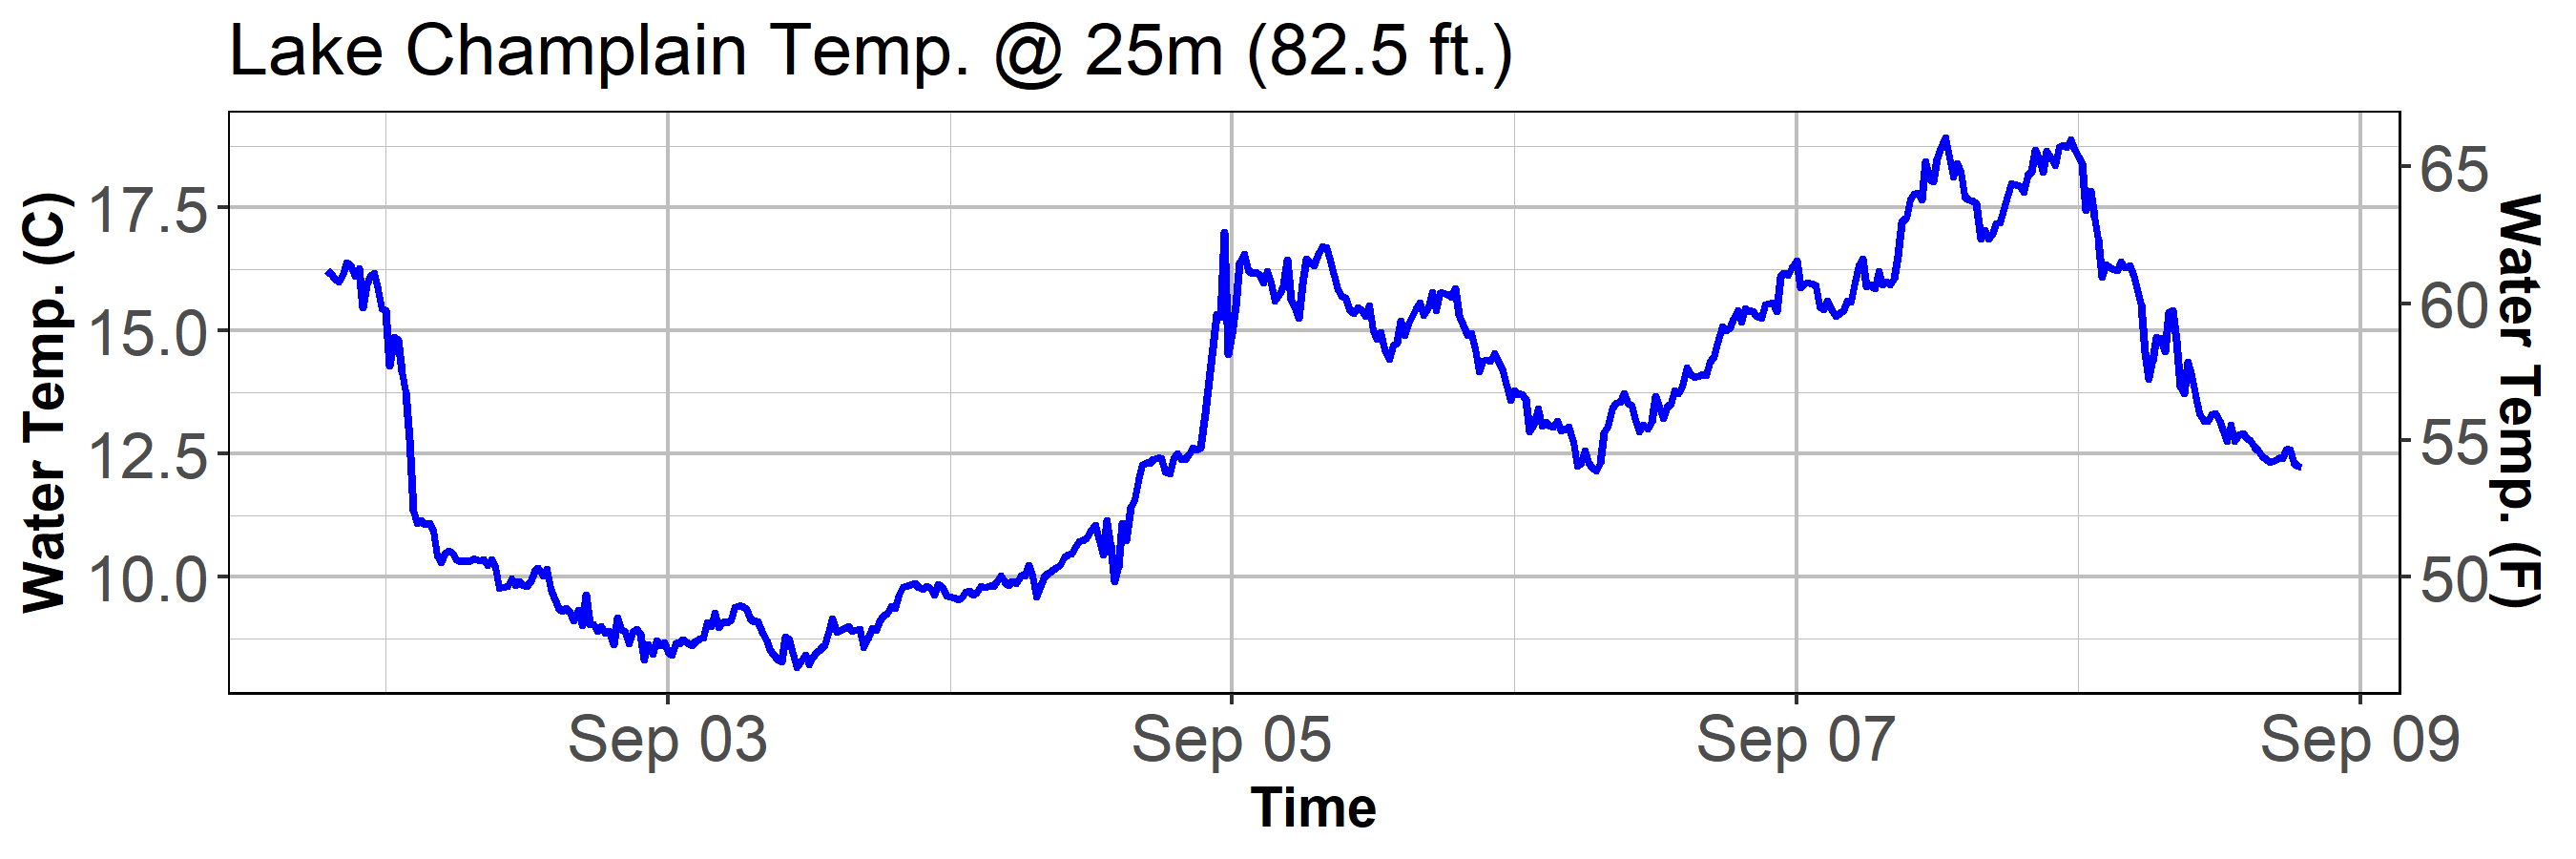 Lake Champlain Temp. @ 25m (82.5 ft.)
Water Temp. (C)
17.5
15.0
12.5
10.0
65
60
55
50
Water Temp. (F)
Sep 03
Sep 05
Sep 07
Sep 09
Time